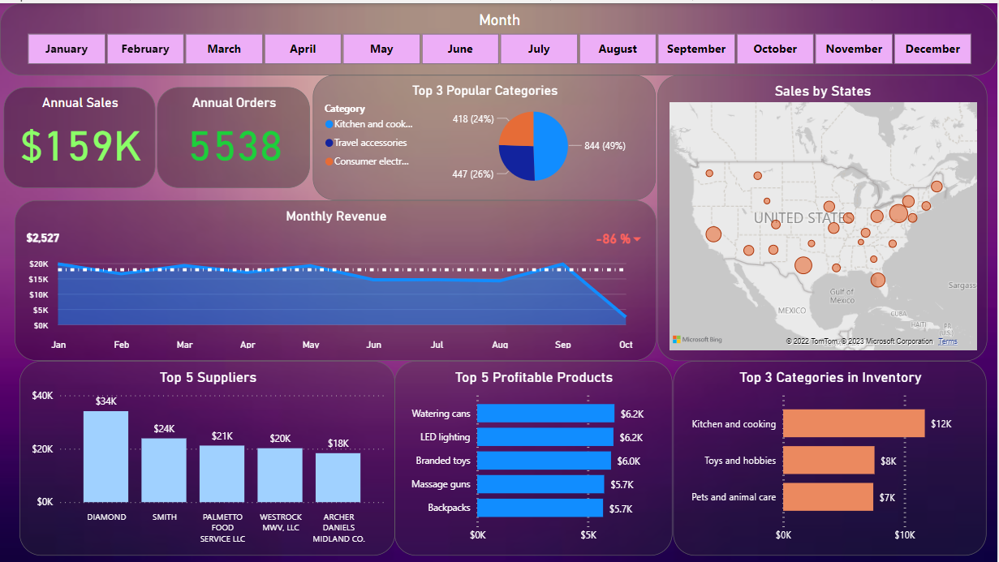 Month
January
February
March
April
May
June
July
August
September
October
November
December
Annual Sales
$159K
Annual Orders
5538
Top 3 Popular Categories
Category
Kitchen and cook...
Travel accessories
Consumer electr...
418 (24%)
844 (49%)
447 (26%)
Sales by States
UNITED STATES
Gulf of
Mexico
MEXICO
CUBA
HAITI
PR
(U.S.)
Sargass
Microsoft Bing
© 2022 TomTom, © 2023 Microsoft Corporation Terms
Monthly Revenue
$2,527
-86 %
$20K
$15K
$10K
$5K
$0K
Jan
Feb
Mar
Apr
May
Jun
Jul
Aug
Sep
Oct
Top 5 Suppliers
$40K
$20K
$0K
$34K
$24K
$21K
$20K
$18K
DIAMOND
SMITH
PALMETTO
FOOD
SERVICE LLC
WESTROCK
MWV, LLC
ARCHER
DANIELS
MIDLAND CO.
Top 5 Profitable Products
Watering cans
$6.2K
LED lighting
$6.2K
Branded toys
$6.0K
Massage guns
$5.7K
Backpacks
$5.7K
$0K
$5K
Top 3 Categories in Inventory
Kitchen and cooking
$12K
Toys and hobbies
$8K
Pets and animal care
$7K
$0K
$10K